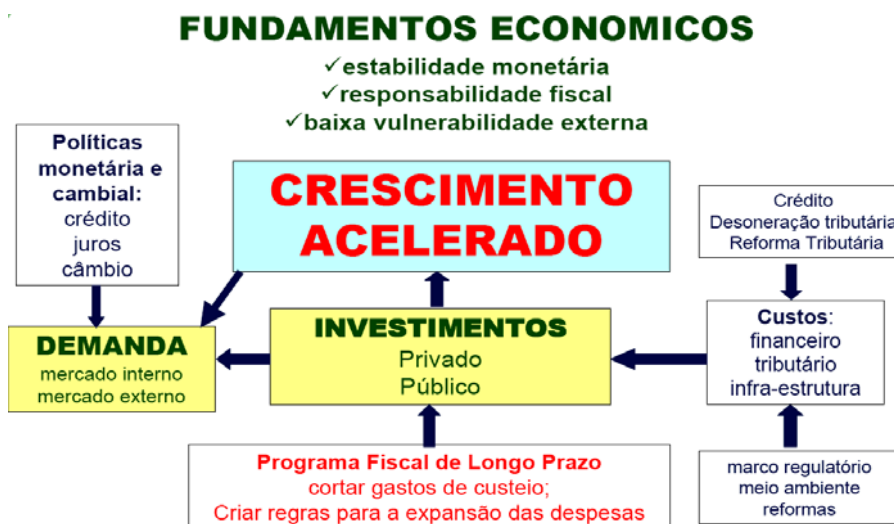 FUNDAMENTOS ECONOMICOS
✓estabilidade monetária
✓responsabilidade fiscal
✓baixa vulnerabilidade externa
Políticas
monetária e
cambial:
crédito
juros
câmbio
CRESCIMENTO
ACELERADO
Crédito
Desoneração tributária
Reforma Tributária
DEMANDA
mercado interno
mercado externo
INVESTIMENTOS
Privado
Público
Custos:
financeiro
tributário
infra-estrutura
Programa Fiscal de Longo Prazo
cortar gastos de custeio;
Criar regras para a expansão das despesas
marco regulatório
meio ambiente
reformas